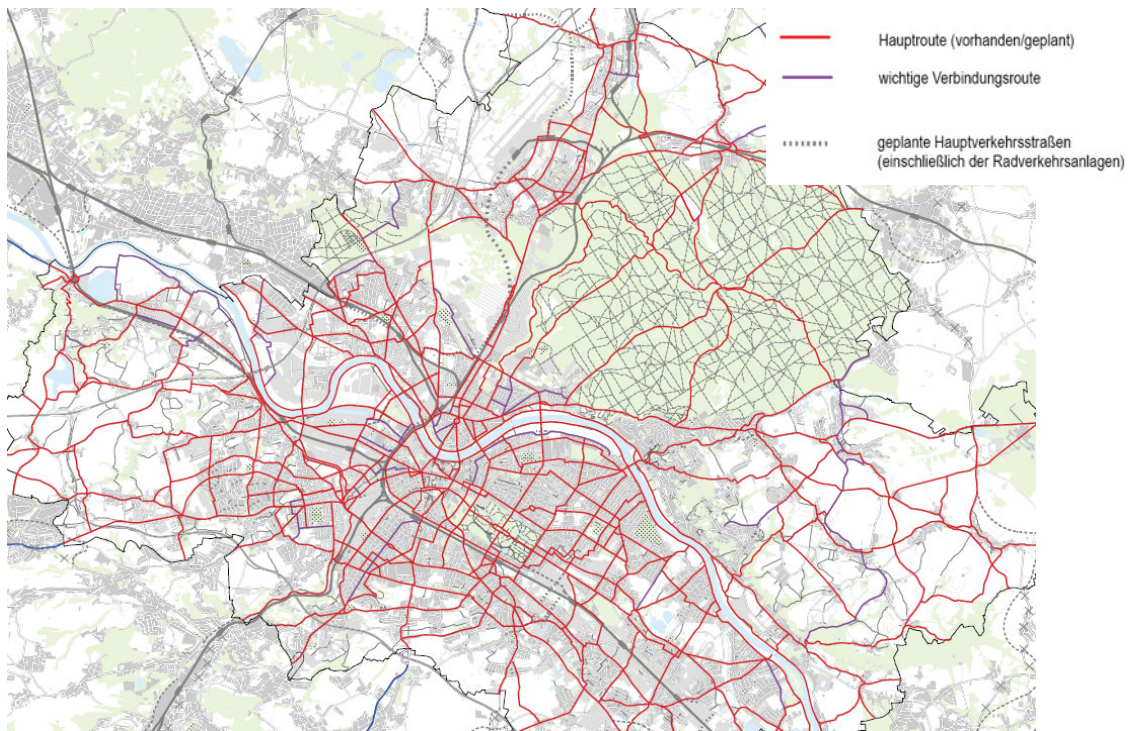 Hauptroute (vorhanden/geplant)
wichtige Verbindungsroute
geplante Hauptverkehrsstraßen
(einschließlich der Radverkehrsanlagen)